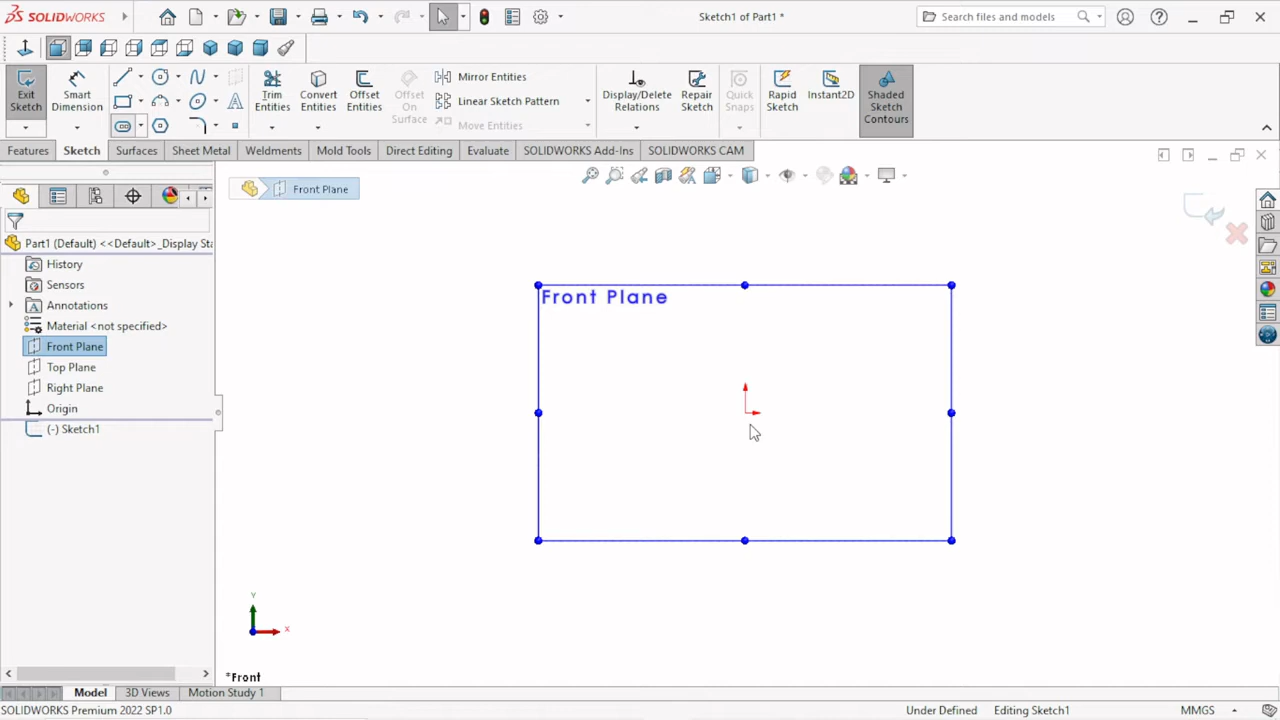 SOLIDWORKS
Sketch1 of Part1 *
Search files and models
Exit Sketch
Smart Dimension
Trim Entities
Convert Entities
Offset Entities
Offset On Surface
Mirror Entities
Linear Sketch Pattern
Move Entities
Display/Delete Relations
Repair Sketch
Quick Snaps
Rapid Sketch
Instant2D
Shaded Sketch Contours
Features
Sketch
Surfaces
Sheet Metal
Weldments
Mold Tools
Direct Editing
Evaluate
SOLIDWORKS Add-Ins
SOLIDWORKS CAM
Front Plane
Part1 (Default) <<Default>_Display Sta
History
Sensors
Annotations
Material <not specified>
Front Plane
Top Plane
Right Plane
Origin
(-) Sketch1
Front Plane
Y
X
*Front
Model
3D Views
Motion Study 1
SOLIDWORKS Premium 2022 SP1.0
Under Defined
Editing Sketch1
MMGS